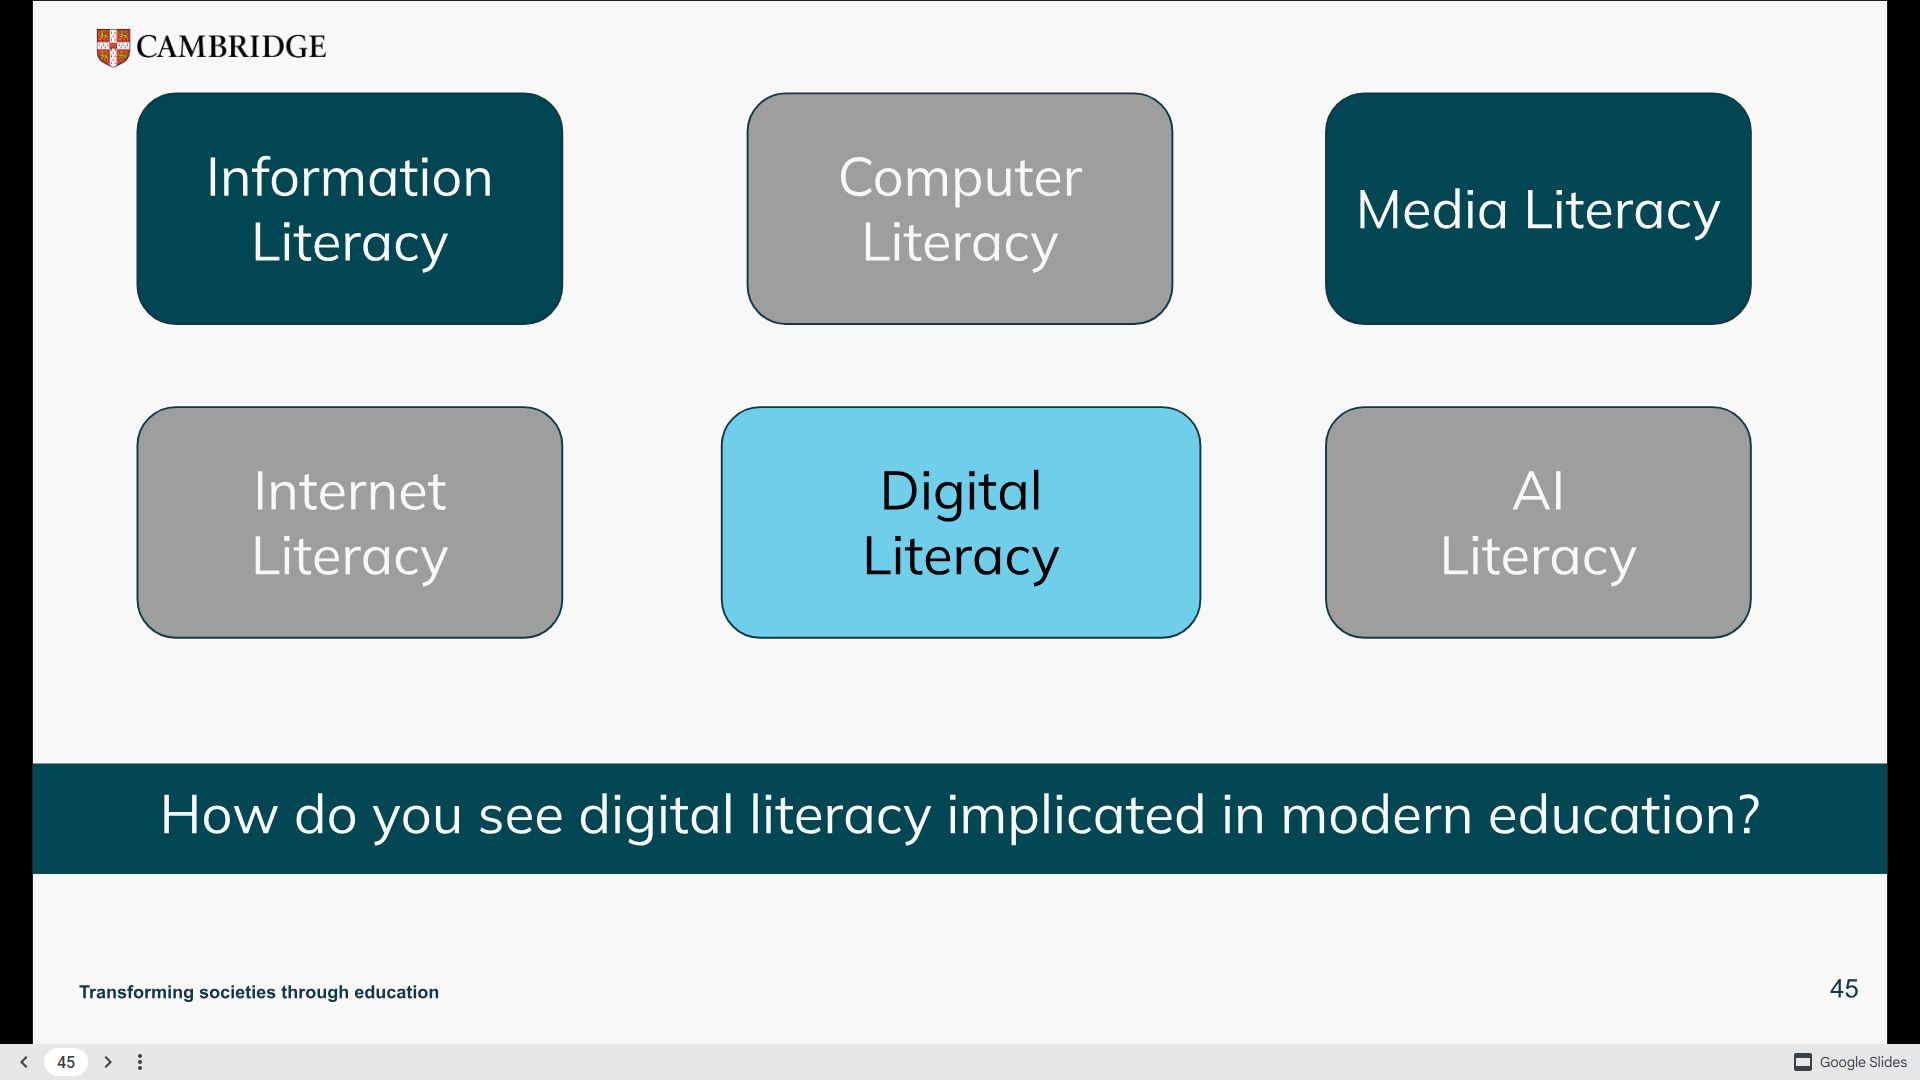 CAMBRIDGE
Information
Literacy
Computer
Literacy
Media Literacy
Internet
Literacy
Digital
Literacy
AI
Literacy
How do you see digital literacy implicated in modern education?
Transforming societies through education
45
45
Google Slides